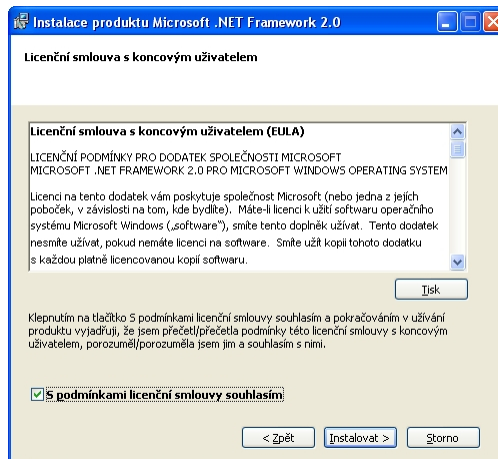 Instalace produktu Microsoft .NET Framework 2.0
Licenční smlouva s koncovým uživatelem
Licenční smlouva s koncovým uživatelem (EULA)
LICENČNÍ PODMÍNKY PRO DODATEK SPOLEČNOSTI MICROSOFT
MICROSOFT .NET FRAMEWORK 2.0 PRO MICROSOFT WINDOWS OPERATING SYSTEM
Licenci na tento dodatek vám poskytuje společnost Microsoft (nebo jedna z jejích
poboček, v závislosti na tom, kde bydlíte). Máte-li licenci k užití softwaru operačního
systému Microsoft Windows („software"), smíte tento doplněk užívat. Tento dodatek
nesmíte užívat, pokud nemáte licenci na software. Smíte užít kopii tohoto dodatku
s každou platně licencovanou kopií softwaru.
Tisk
Klepnutím na tlačítko S podmínkami licenční smlouvy souhlasím a pokračováním v užívání
produktu vyjadřuji, že jsem přečetl/přečetla podmínky této licenční smlouvy s koncovým
uživatelem, porozuměl/porozuměla jsem jim a souhlasím s nimi.
S podmínkami licenční smlouvy souhlasím
< Zpět
Instalovat >
Storno